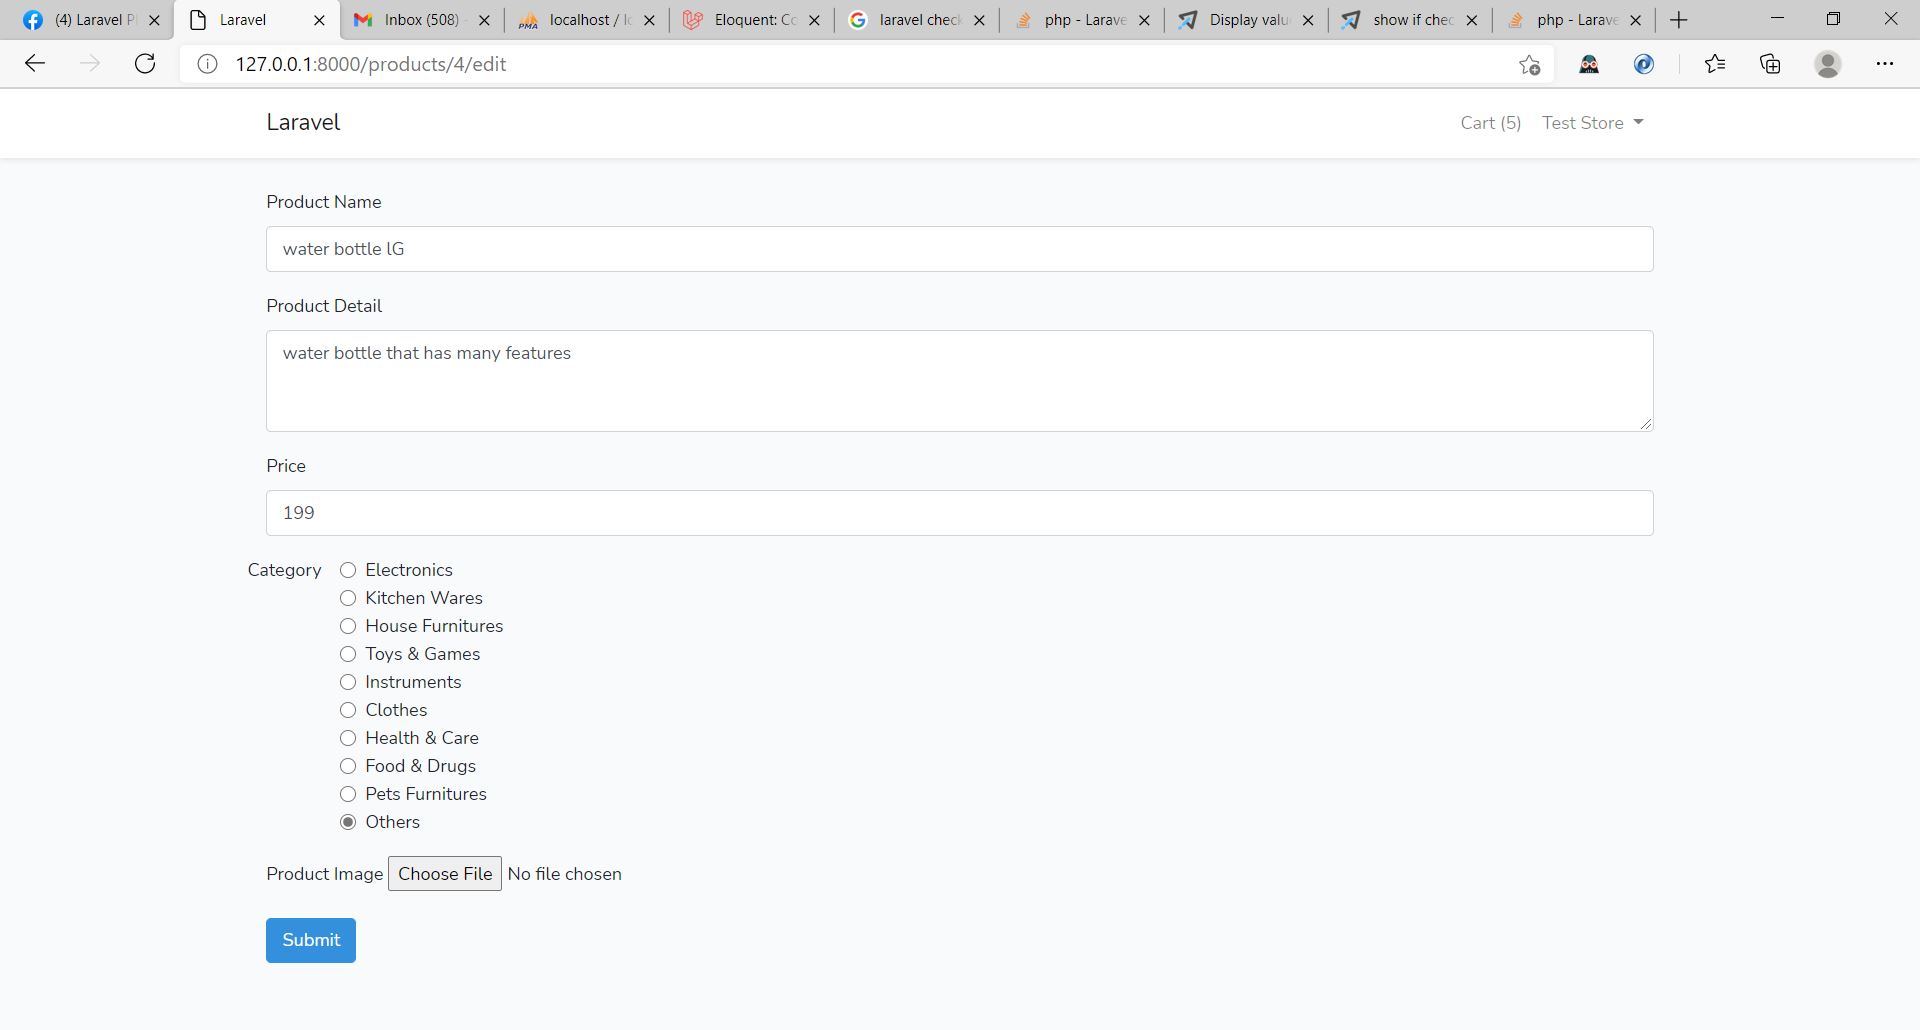 (4) Laravel P
Laravel
Inbox (508)
localhost / lo
Eloquent: Co
laravel check
php - Larave
Display valu
show if chec
php - Larave
127.0.0.1:8000/products/4/edit
Laravel
Cart (5)
Test Store
Product Name
water bottle lG
Product Detail
water bottle that has many features
Price
199
Category
Electronics
Kitchen Wares
House Furnitures
Toys & Games
Instruments
Clothes
Health & Care
Food & Drugs
Pets Furnitures
Others
Product Image Choose File No file chosen
Submit